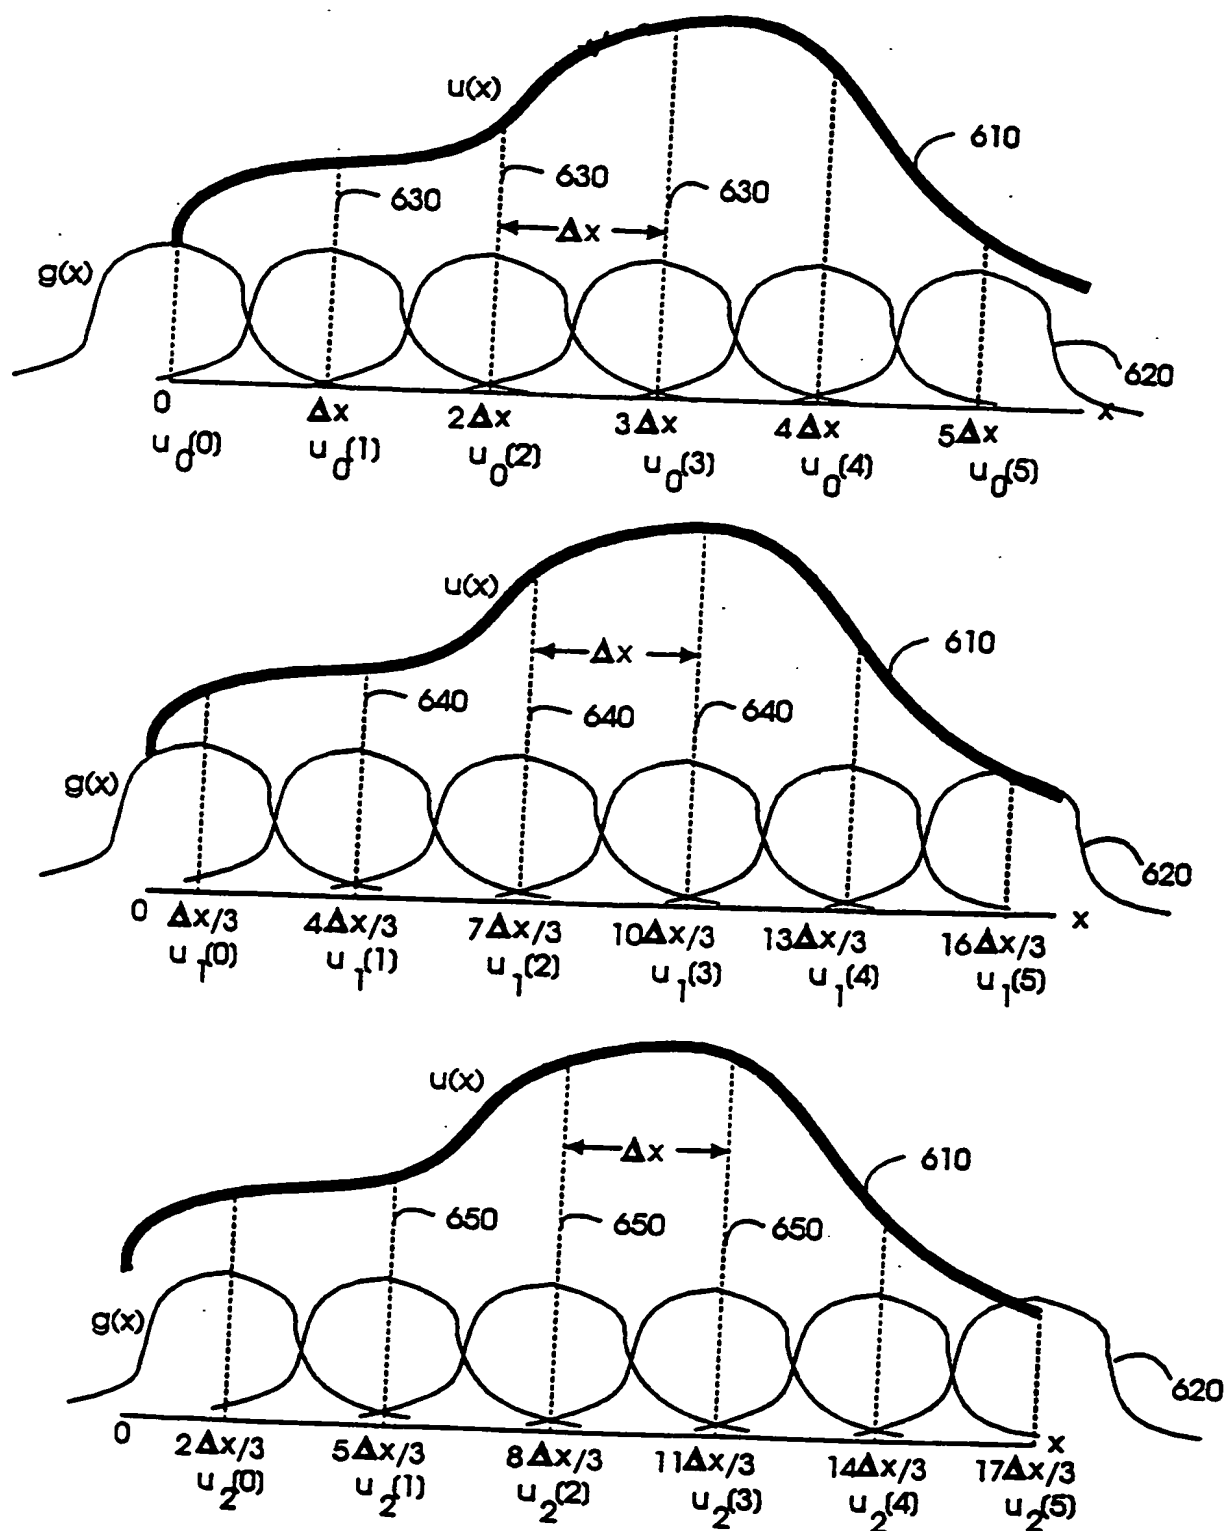 u(x)
610
630
630
630
Δx
g(x)
620
0 Δx 2Δx 3Δx 4Δx 5Δx x
u0(0) u0(1) u0(2) u0(3) u0(4) u0(5)
u(x)
610
Δx
640
640
640
g(x)
620
0 Δx/3 4Δx/3 7Δx/3 10Δx/3 13Δx/3 16Δx/3 x
u1(0) u1(1) u1(2) u1(3) u1(4) u1(5)
u(x)
Δx
610
650
650
650
g(x)
620
0 2Δx/3 5Δx/3 8Δx/3 11Δx/3 14Δx/3 17Δx/3 x
u2(0) u2(1) u2(2) u2(3) u2(4) u2(5)